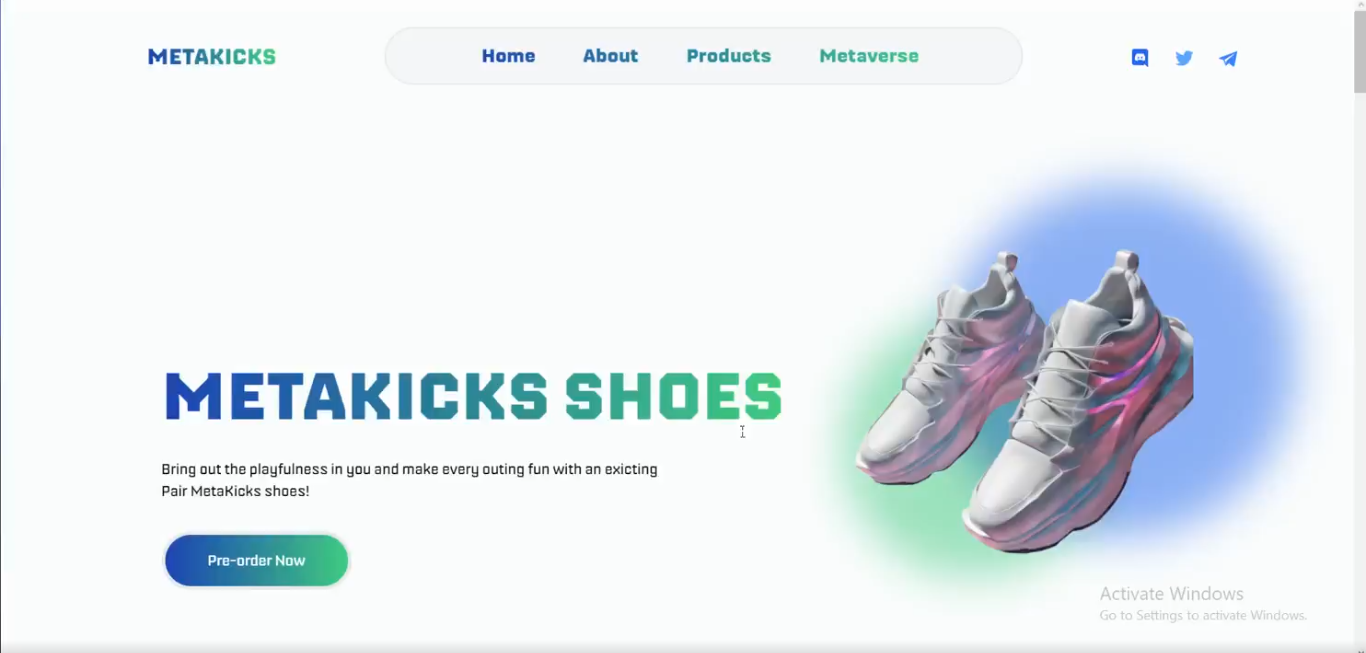 METAKICKS
Home About Products Metaverse
METAKICKS SHOES
Bring out the playfulness in you and make every outing fun with an exicting
Pair MetaKicks shoes!
Pre-order Now
Activate Windows
Go to Settings to activate Windows.